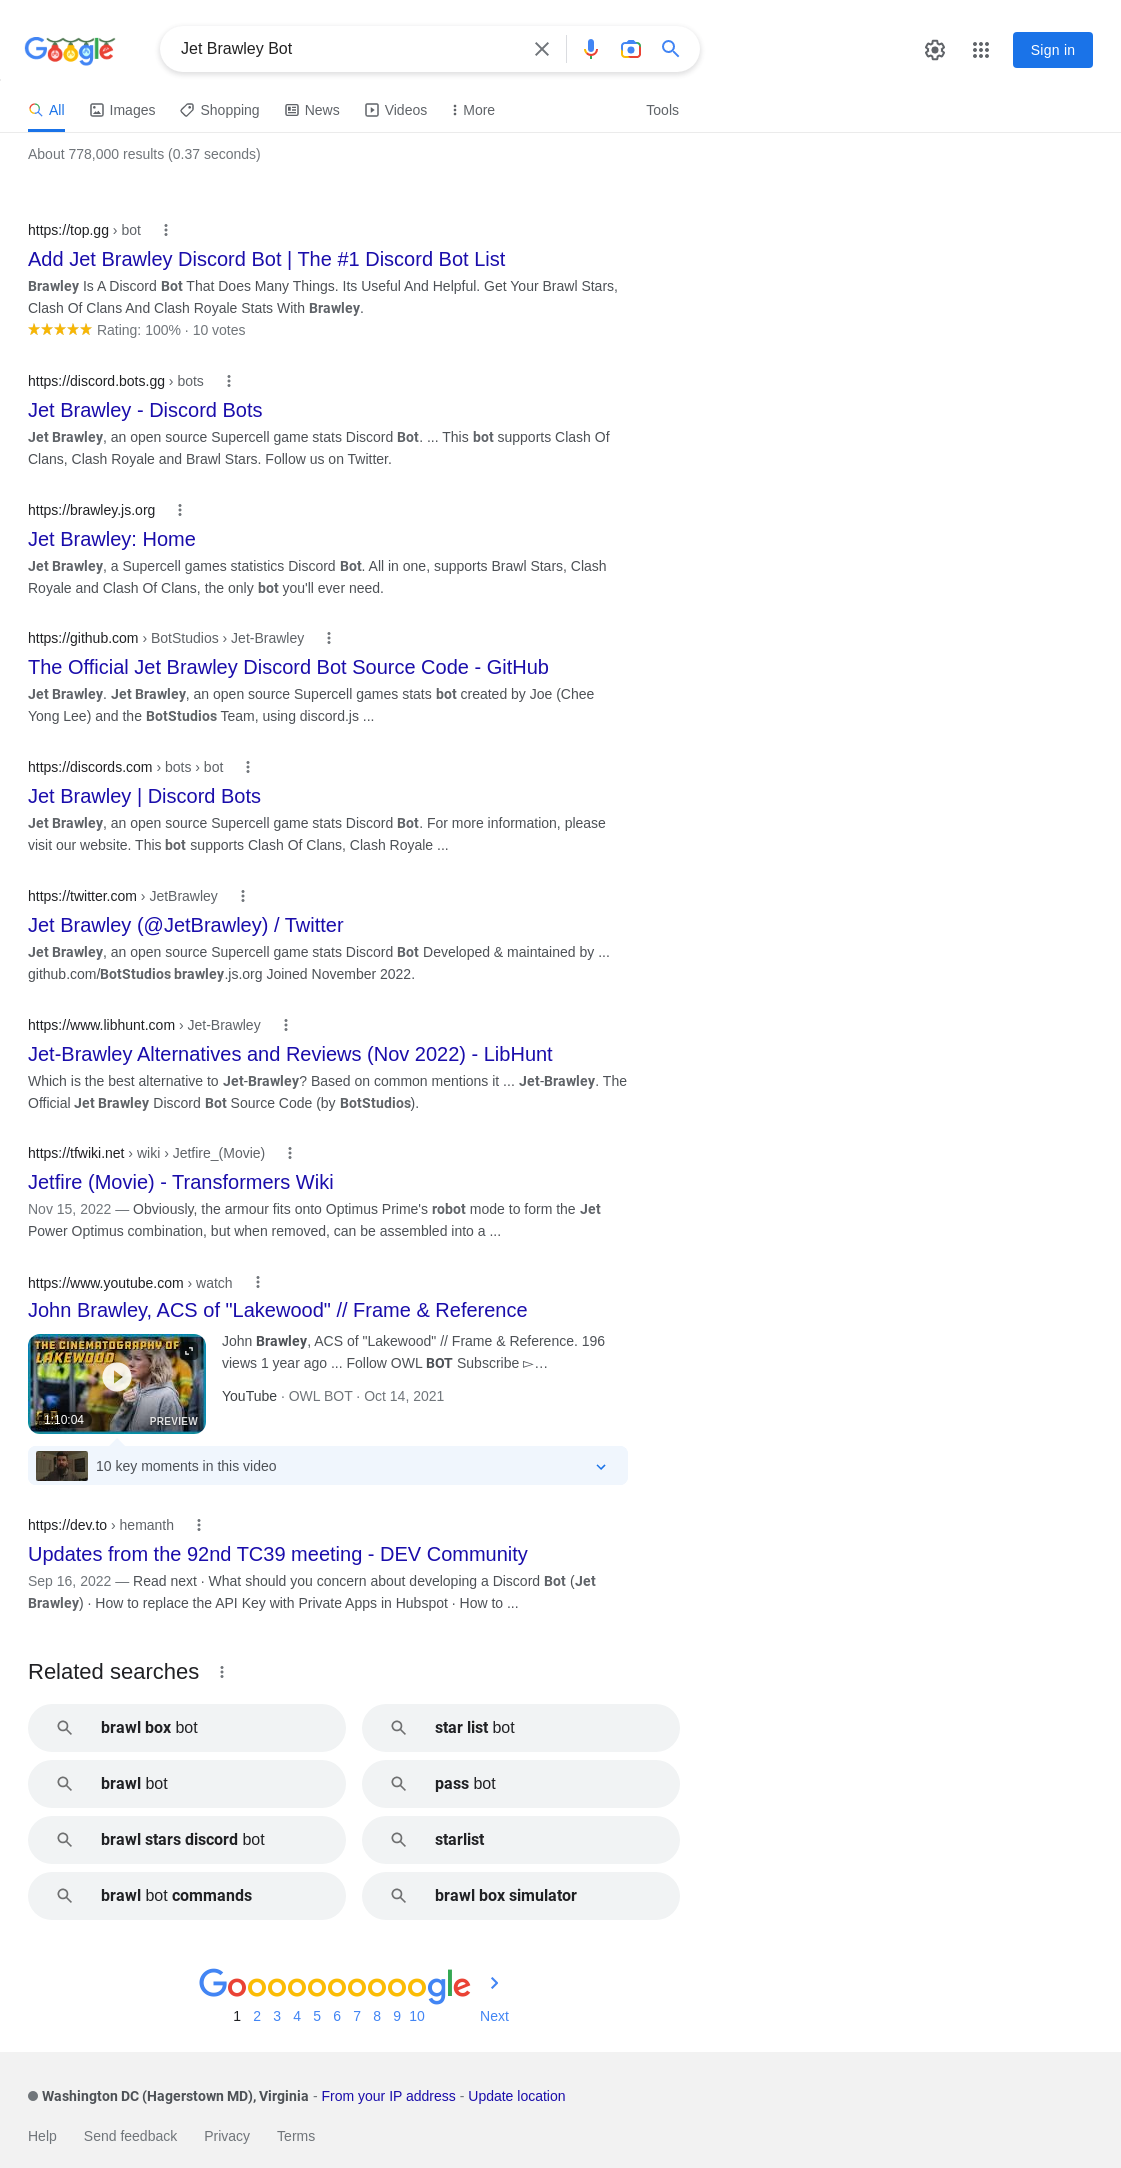 Google
Jet Brawley Bot
Sign in
All Images Shopping News Videos More Tools
About 778,000 results (0.37 seconds)
https://top.gg › bot
Add Jet Brawley Discord Bot | The #1 Discord Bot List
Brawley Is A Discord Bot That Does Many Things. Its Useful And Helpful. Get Your Brawl Stars,
Clash Of Clans And Clash Royale Stats With Brawley.
Rating: 100% · 10 votes
https://discord.bots.gg › bots
Jet Brawley - Discord Bots
Jet Brawley, an open source Supercell game stats Discord Bot. ... This bot supports Clash Of
Clans, Clash Royale and Brawl Stars. Follow us on Twitter.
https://brawley.js.org
Jet Brawley: Home
Jet Brawley, a Supercell games statistics Discord Bot. All in one, supports Brawl Stars, Clash
Royale and Clash Of Clans, the only bot you'll ever need.
https://github.com › BotStudios › Jet-Brawley
The Official Jet Brawley Discord Bot Source Code - GitHub
Jet Brawley. Jet Brawley, an open source Supercell games stats bot created by Joe (Chee
Yong Lee) and the BotStudios Team, using discord.js ...
https://discords.com › bots › bot
Jet Brawley | Discord Bots
Jet Brawley, an open source Supercell game stats Discord Bot. For more information, please
visit our website. This bot supports Clash Of Clans, Clash Royale ...
https://twitter.com › JetBrawley
Jet Brawley (@JetBrawley) / Twitter
Jet Brawley, an open source Supercell game stats Discord Bot Developed & maintained by ...
github.com/BotStudios brawley.js.org Joined November 2022.
https://www.libhunt.com › Jet-Brawley
Jet-Brawley Alternatives and Reviews (Nov 2022) - LibHunt
Which is the best alternative to Jet-Brawley? Based on common mentions it ... Jet-Brawley. The
Official Jet Brawley Discord Bot Source Code (by BotStudios).
https://tfwiki.net › wiki › Jetfire_(Movie)
Jetfire (Movie) - Transformers Wiki
Nov 15, 2022 — Obviously, the armour fits onto Optimus Prime's robot mode to form the Jet
Power Optimus combination, but when removed, can be assembled into a ...
https://www.youtube.com › watch
John Brawley, ACS of "Lakewood" // Frame & Reference
THE CINEMATOGRAPHY OF
LAKEWOOD
1:10:04
PREVIEW
John Brawley, ACS of "Lakewood" // Frame & Reference. 196
views 1 year ago ... Follow OWL BOT Subscribe ▻…
YouTube · OWL BOT · Oct 14, 2021
10 key moments in this video
https://dev.to › hemanth
Updates from the 92nd TC39 meeting - DEV Community
Sep 16, 2022 — Read next · What should you concern about developing a Discord Bot (Jet
Brawley) · How to replace the API Key with Private Apps in Hubspot · How to ...
Related searches
brawl box bot
star list bot
brawl bot
pass bot
brawl stars discord bot
starlist
brawl bot commands
brawl box simulator
Goooooooooogle
1 2 3 4 5 6 7 8 9 10 Next
Washington DC (Hagerstown MD), Virginia - From your IP address - Update location
Help Send feedback Privacy Terms